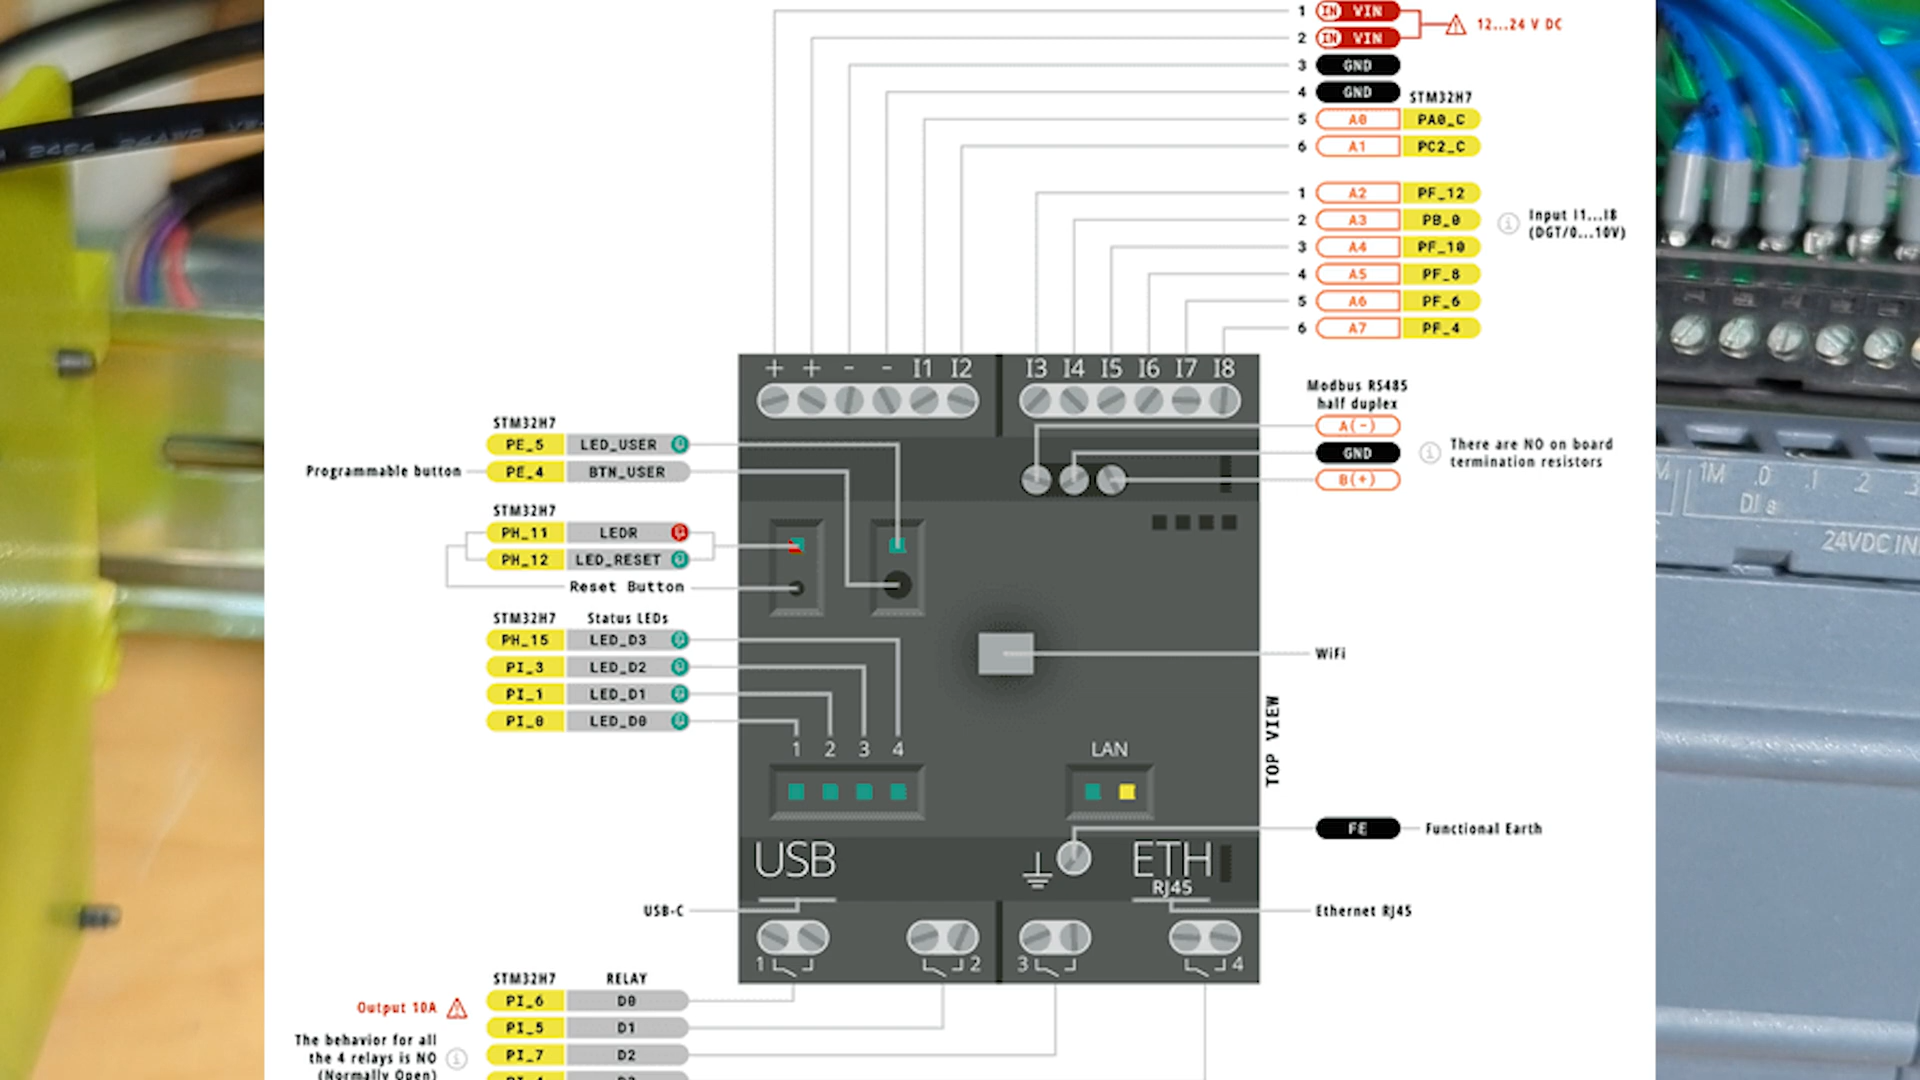 1 IN VIN
2 IN VIN
12...24 V DC
3 GND
4 GND
STM32H7
5 A0 PA0_C
6 A1 PC2_C
1 A2 PF_12
2 A3 PB_0
3 A4 PF_10
4 A5 PF_8
5 A6 PF_6
6 A7 PF_4
Input I1...I8
(DGT/0...10V)
+ + - - I1 I2 I3 I4 I5 I6 I7 I8
Modbus RS485
half duplex
A(-)
GND
B(+)
There are NO on board
termination resistors
STM32H7
PE_5 LED_USER
Programmable button PE_4 BTN_USER
STM32H7
PH_11 LEDR
PH_12 LED_RESET
Reset Button
STM32H7 Status LEDs
PH_15 LED_D3
PI_3 LED_D2
PI_1 LED_D1
PI_0 LED_D0
WiFi
TOP VIEW
1 2 3 4
LAN
FE Functional Earth
USB
ETH
RJ45
USB-C
Ethernet RJ45
1 2 3 4
STM32H7 RELAY
Output 10A
PI_6 D0
PI_5 D1
PI_7 D2
The behavior for all
the 4 relays is NO
(Normally Open)
1M .0 .1 .2 .3
DI a
24VDC IN